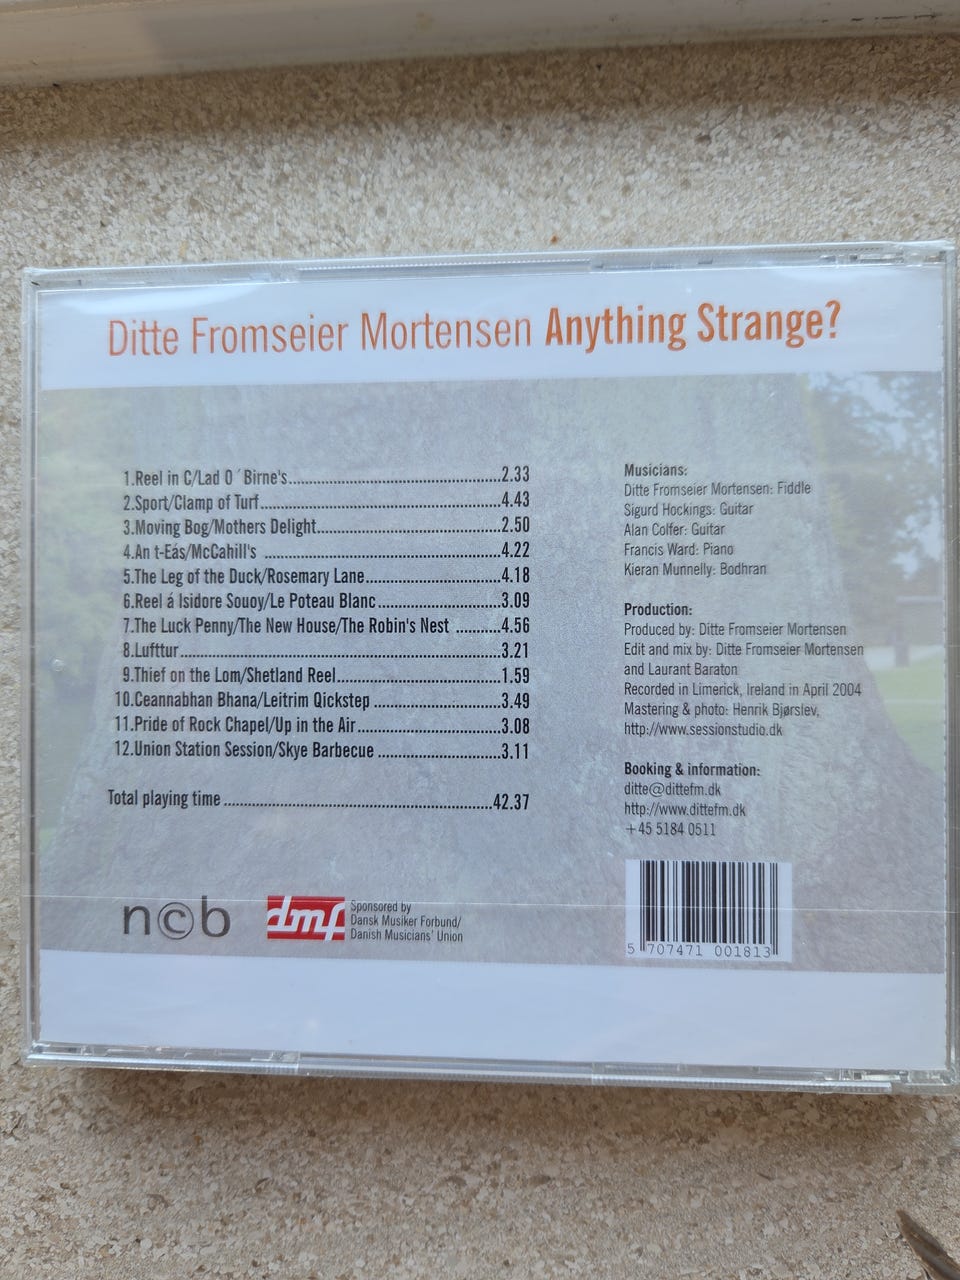 Ditte Fromseier Mortensen Anything Strange?
1.Reel in C/Lad O´Birne's........2.33
2.Sport/Clamp of Turf........4.43
3.Moving Bog/Mothers Delight........2.50
4.An t-Eás/McCahill's ........4.22
5.The Leg of the Duck/Rosemary Lane........4.18
6.Reel á Isidore Souoy/Le Poteau Blanc........3.09
7.The Luck Penny/The New House/The Robin's Nest ........4.56
8.Lufttur........3.21
9.Thief on the Lom/Shetland Reel........1.59
10.Ceannabhan Bhana/Leitrim Qickstep ........3.49
11.Pride of Rock Chapel/Up in the Air........3.08
12.Union Station Session/Skye Barbecue ........3.11
Total playing time ........42.37
Musicians:
Ditte Fromseier Mortensen: Fiddle
Sigurd Hockings: Guitar
Alan Colfer: Guitar
Francis Ward: Piano
Kieran Munnelly: Bodhran
Production:
Produced by: Ditte Fromseier Mortensen
Edit and mix by: Ditte Fromseier Mortensen
and Laurant Baraton
Recorded in Limerick, Ireland in April 2004
Mastering & photo: Henrik Bjørslev,
http://www.sessionstudio.dk
Booking & information:
ditte@dittefm.dk
http://www.dittefm.dk
+45 5184 0511
n©b
dmf
Sponsored by
Dansk Musiker Forbund/
Danish Musicians' Union
5 707471 001813